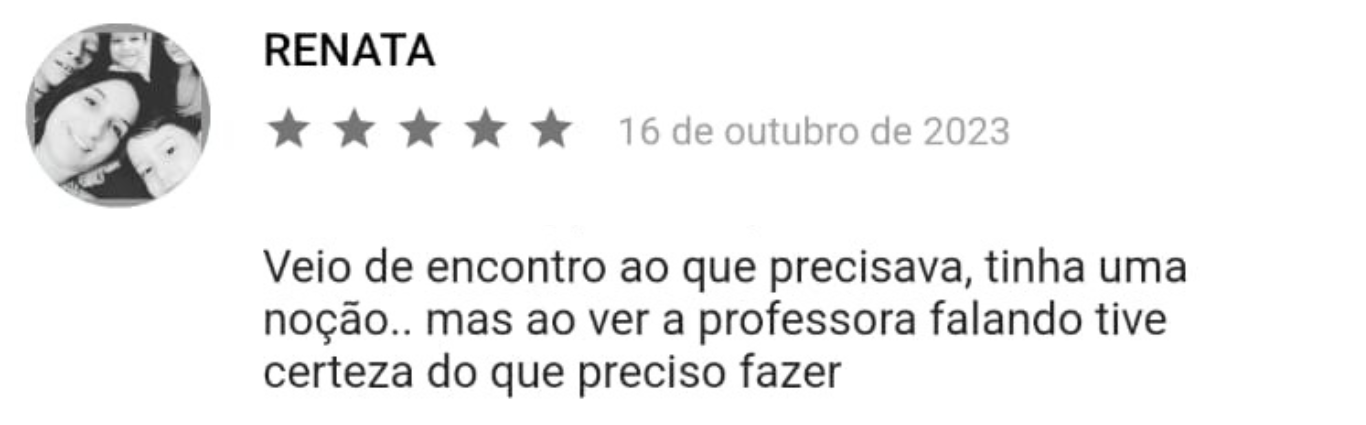 RENATA
16 de outubro de 2023
Veio de encontro ao que precisava, tinha uma
noção.. mas ao ver a professora falando tive
certeza do que preciso fazer